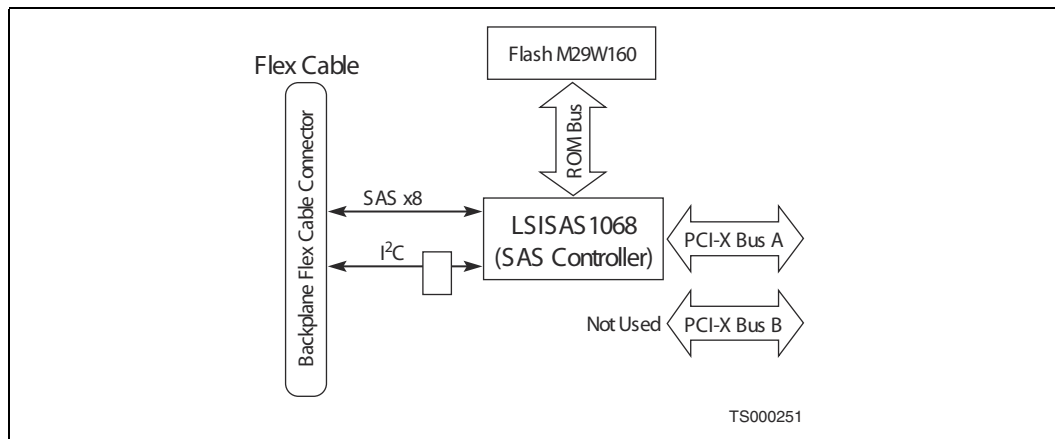 Flash M29W160
Flex Cable
Backplane Flex Cable Connector
ROM Bus
SAS x8
I²C
LSISAS1068
(SAS Controller)
PCI-X Bus A
Not Used
PCI-X Bus B
TS000251